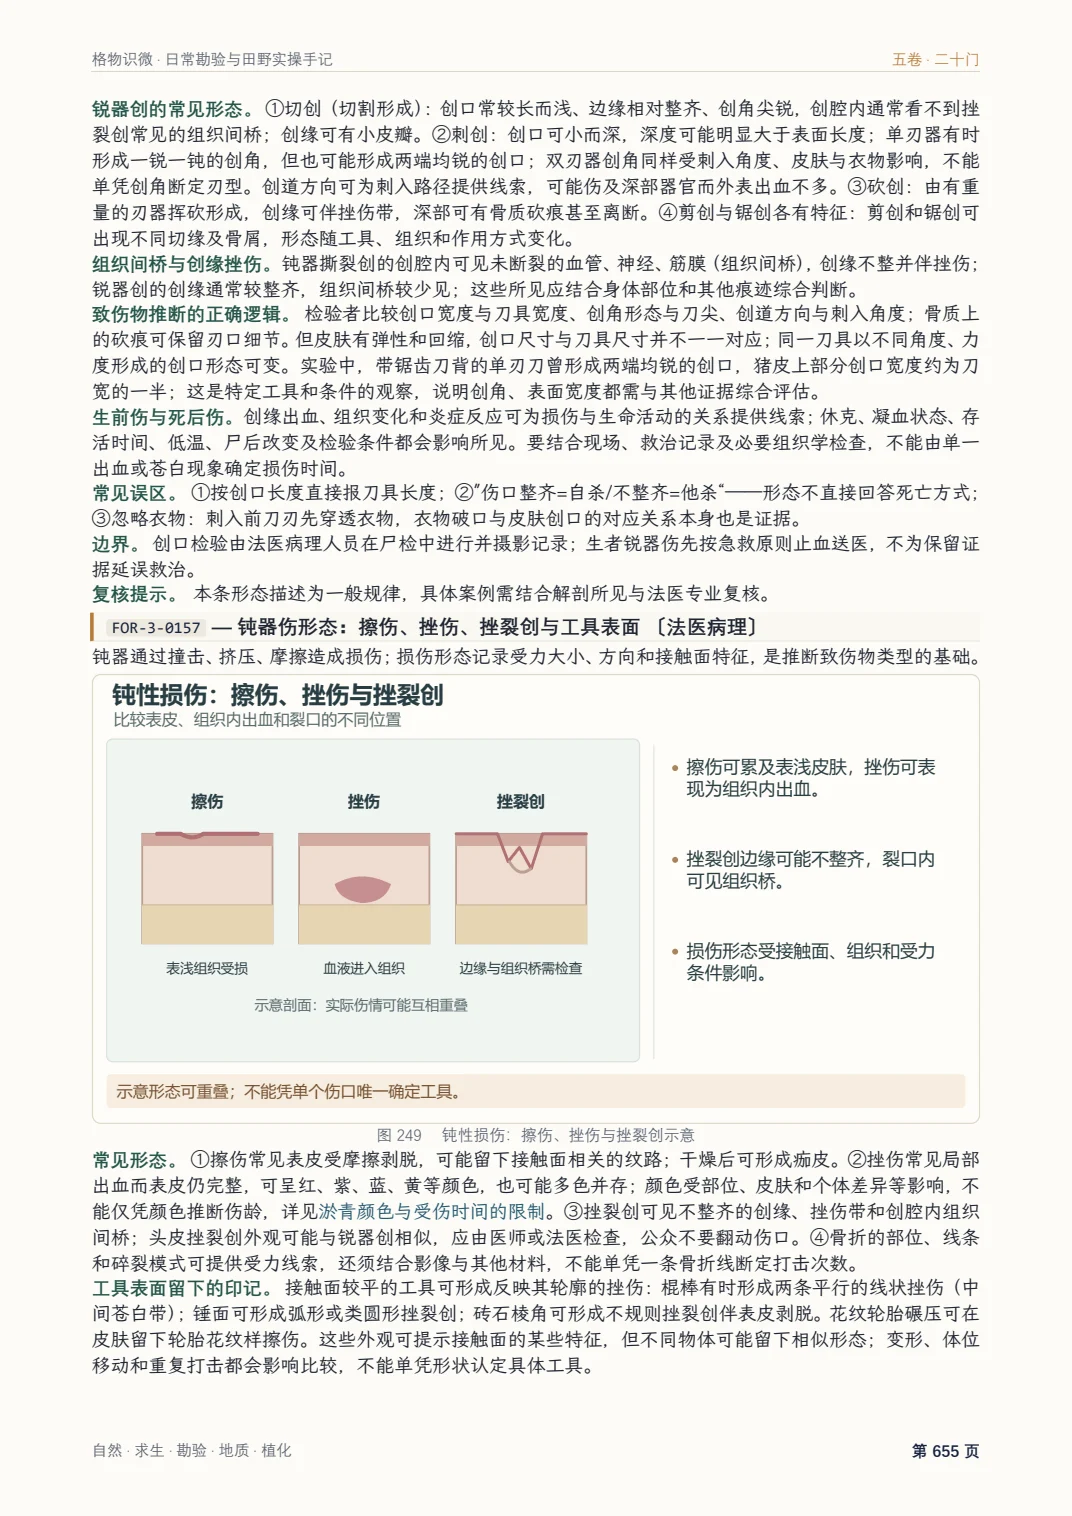 格物识微 · 日常勘验与田野实操手记
五卷 · 二十门
锐器创的常见形态。 ①切创（切割形成）：创口常较长而浅、边缘相对整齐、创角尖锐，创腔内通常看不到挫
裂创常见的组织间桥；创缘可有小皮瓣。②刺创：创口可小而深，深度可能明显大于表面长度；单刃器有时
形成一锐一钝的创角，但也可能形成两端均锐的创口；双刃器创角同样受刺入角度、皮肤与衣物影响，不能
单凭创角断定刃型。创道方向可为刺入路径提供线索，可能伤及深部器官而外表出血不多。③砍创：由有重
量的刃器挥砍形成，创缘可伴挫伤带，深部可有骨质砍痕甚至离断。④剪创与锯创各有特征：剪创和锯创可
出现不同切缘及骨屑，形态随工具、组织和作用方式变化。
组织间桥与创缘挫伤。 钝器撕裂创的创腔内可见未断裂的血管、神经、筋膜（组织间案），创缘不整并伴挫伤；
锐器创的创缘通常较整齐，组织间桥较少见；这些所见应结合身体部位和其他痕迹综合判断。
致伤物推断的正确逻辑。 检验者比较创口宽度与刀具宽度、创角形态与刀尖、创道方向与刺入角度；骨质上
的砍痕可保留刃口细节。但皮肤有弹性和回缩，创口尺寸与刀具尺寸并不一一对应；同一刀具以不同角度、力
度形成的创口形态可变。实验中，带锯齿刀背的单刃刀曾形成两端均锐的创口，猪皮上部分创口宽度约为刀
宽的一半；这是特定工具和条件的观察，说明创角、表面宽度都需与其他证据综合评估。
生前伤与死后伤。 创缘出血、组织变化和炎症反应可为损伤与生命活动的关系提供线索；休克、凝血状态、存
活时间、低温、尸后改变及检验条件都会影响所见。要结合现场、救治记录及必要组织学检查，不能由单一
出血或苍白现象确定损伤时间。
常见误区。 ①按创口长度直接报刀具长度；②″伤口整齐=自杀/不整齐=他杀“——形态不直接回答死亡方式；
③忽略衣物：刺入前刀刃先穿透衣物，衣物破口与皮肤创口的对应关系本身也是证据。
边界。 创口检验由法医病理人员在尸检中进行并摄影记录；生者锐器伤先按急救原则止血送医，不为保留证
据延误救治。
复核提示。 本条形态描述为一般规律，具体案例需结合解剖所见与法医专业复核。
FOR-3-0157 — 钝器伤形态：擦伤、挫伤、挫裂创与工具表面 〔法医病理〕
钝器通过撞击、挤压、摩擦造成损伤；损伤形态记录受力大小、方向和接触面特征，是推断致伤物类型的基础。
钝性损伤：擦伤、挫伤与挫裂创
比较表皮、组织内出血和裂口的不同位置
擦伤 挫伤 挫裂创
表浅组织受损 血液进入组织 边缘与组织桥需检查
示意剖面：实际伤情可能互相重叠
• 擦伤可累及表浅皮肤，挫伤可表
现为组织内出血。
• 挫裂创边缘可能不整齐，裂口内
可见组织桥。
• 损伤形态受接触面、组织和受力
条件影响。
示意形态可重叠；不能凭单个伤口唯一确定工具。
图 249 钝性损伤：擦伤、挫伤与挫裂创示意
常见形态。 ①擦伤常见表皮受摩擦剥脱，可能留下接触面相关的纹路；干燥后可形成痂皮。②挫伤常见局部
出血而表皮仍完整，可呈红、紫、蓝、黄等颜色，也可能多色并存；颜色受部位、皮肤和个体差异等影响，不
能仅凭颜色推断伤龄，详见淤青颜色与受伤时间的限制。③挫裂创可见不整齐的创缘、挫伤带和创腔内组织
间桥；头皮挫裂创外观可能与锐器创相似，应由医师或法医检查，公众不要翻动伤口。④骨折的部位、线条
和碎裂模式可提供受力线索，还须结合影像与其他材料，不能单凭一条骨折线断定打击次数。
工具表面留下的印记。 接触面较平的工具可形成反映其轮廓的挫伤：棍棒有时形成两条平行的线状挫伤（中
间苍白带）；锤面可形成弧形或类圆形挫裂创；砖石棱角可形成不规则挫裂创伴表皮剥脱。花纹轮胎碾压可在
皮肤留下轮胎花纹样擦伤。这些外观可提示接触面的某些特征，但不同物体可能留下相似形态；变形、体位
移动和重复打击都会影响比较，不能单凭形状认定具体工具。
自然 · 求生 · 勘验 · 地质 · 植化
第 655 页